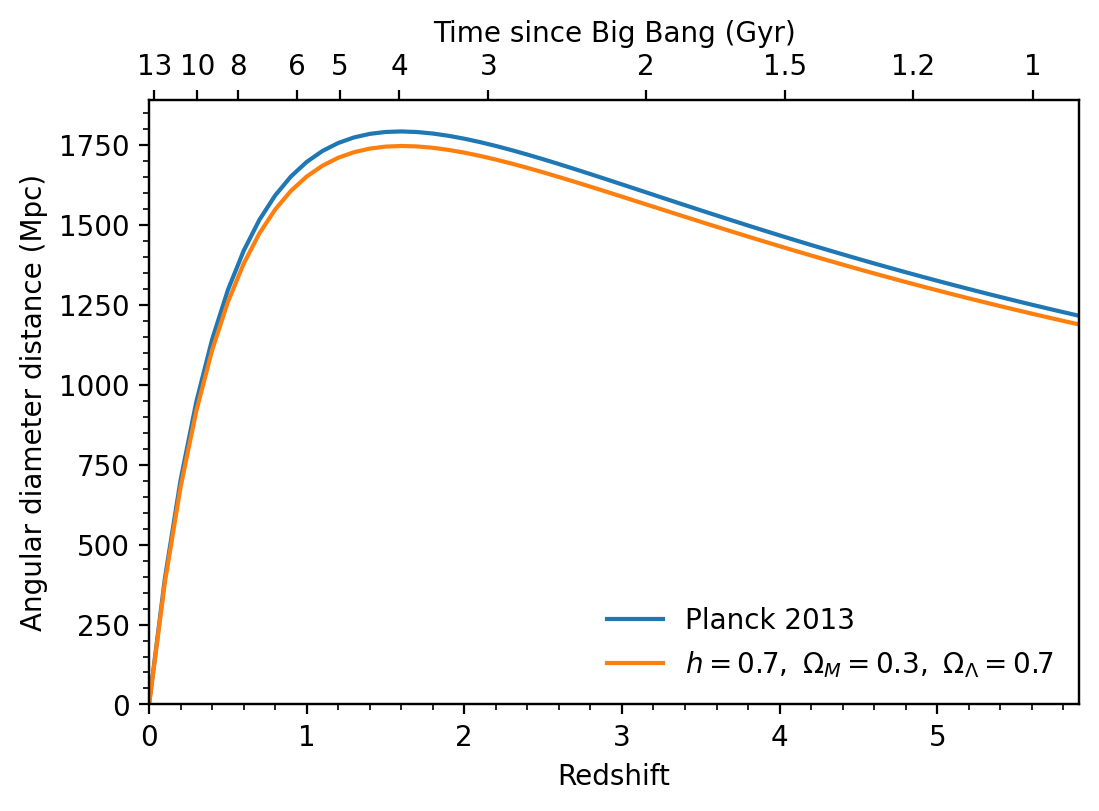 Time since Big Bang (Gyr)
13 10 8 6 5 4 3 2 1.5 1.2 1
1750
1500
1250
1000
750
500
250
0
Angular diameter distance (Mpc)
Planck 2013
h = 0.7, Ω_M = 0.3, Ω_Λ = 0.7
0 1 2 3 4 5
Redshift